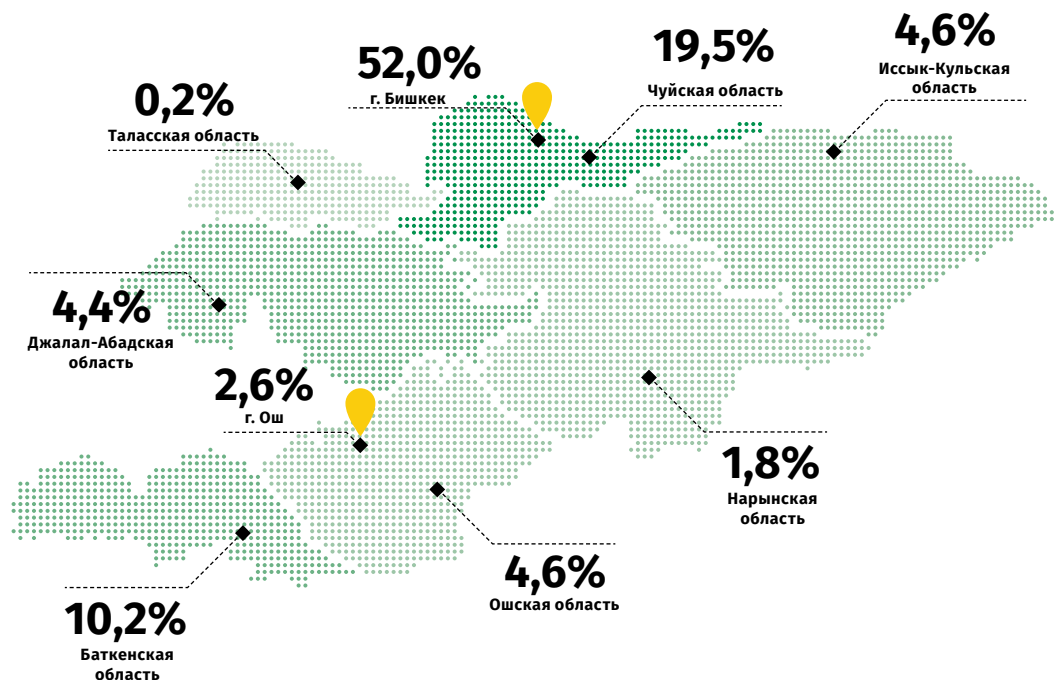 4,6%
Иссык-Кульская
область
19,5%
Чуйская область
52,0%
г. Бишкек
0,2%
Таласская область
4,4%
Джалал-Абадская
область
2,6%
г. Ош
1,8%
Нарынская
область
4,6%
Ошская область
10,2%
Баткенская
область